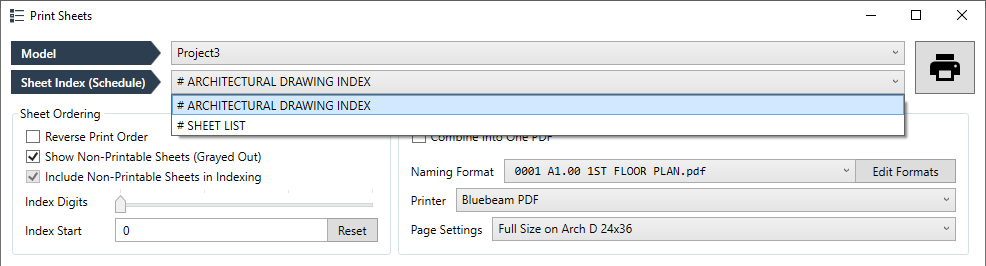 Print Sheets
Model
Project3
Sheet Index (Schedule)
# ARCHITECTURAL DRAWING INDEX
# ARCHITECTURAL DRAWING INDEX
# SHEET LIST
Sheet Ordering
Reverse Print Order
Combine Into One PDF
Show Non-Printable Sheets (Grayed Out)
Include Non-Printable Sheets in Indexing
Naming Format
0001 A1.00 1ST FLOOR PLAN.pdf
Edit Formats
Index Digits
Printer
Bluebeam PDF
Index Start
0
Reset
Page Settings
Full Size on Arch D 24x36